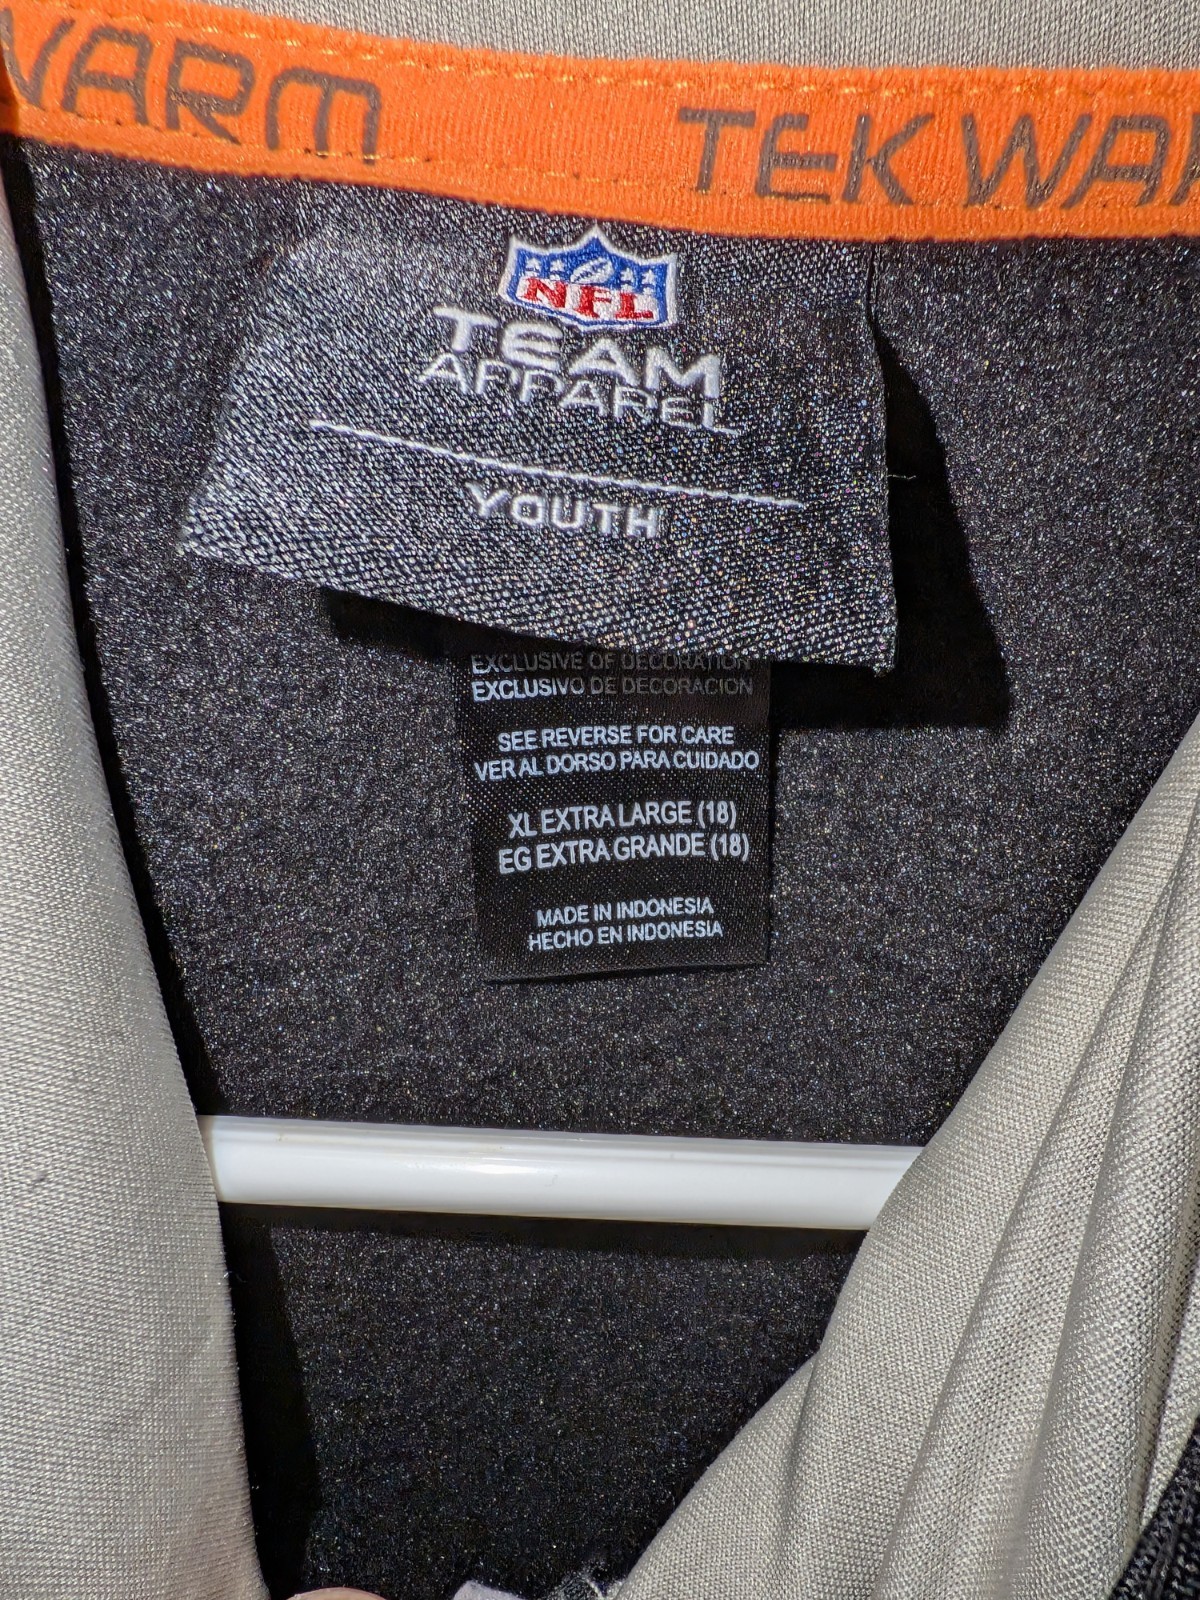 WARM TEK WAR
NFL
TEAM
APPAREL
YOUTH
EXCLUSIVE OF DECORATION
EXCLUSIVO DE DECORACION
SEE REVERSE FOR CARE
VER AL DORSO PARA CUIDADO
XL EXTRA LARGE (18)
EG EXTRA GRANDE (18)
MADE IN INDONESIA
HECHO EN INDONESIA